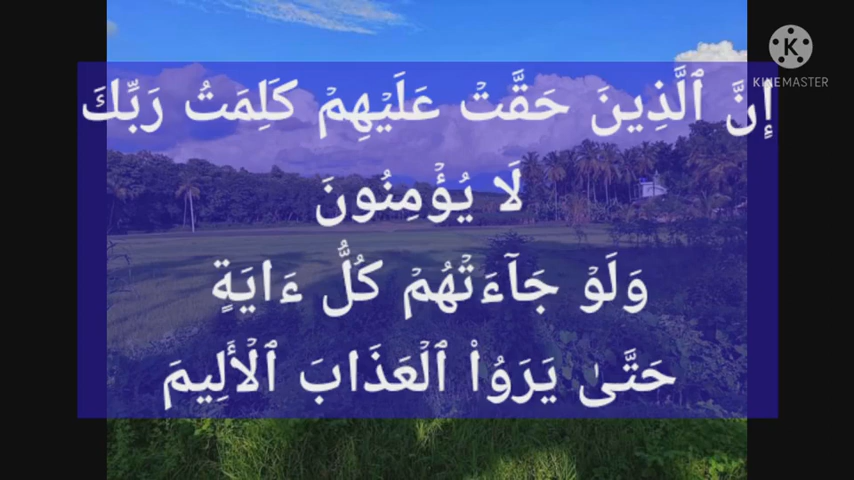 إِنَّ ٱلَّذِينَ حَقَّتۡ عَلَيۡهِمۡ كَلِمَتُ رَبِّكَ
لَا يُؤۡمِنُونَ
وَلَوۡ جَآءَتۡهُمۡ كُلُّ ءَايَةٍ
حَتَّىٰ يَرَوُاْ ٱلۡعَذَابَ ٱلۡأَلِيمَ
KINEMASTER